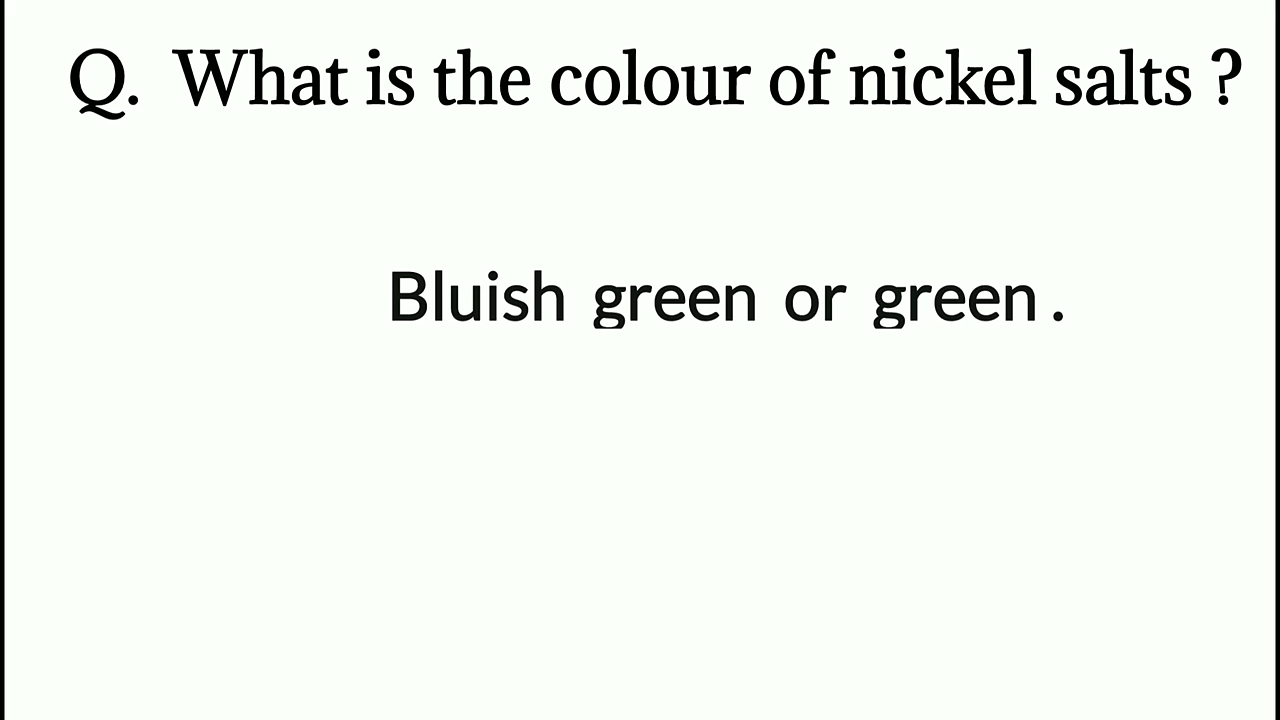 Q. What is the colour of nickel salts ?
Bluish green or green .